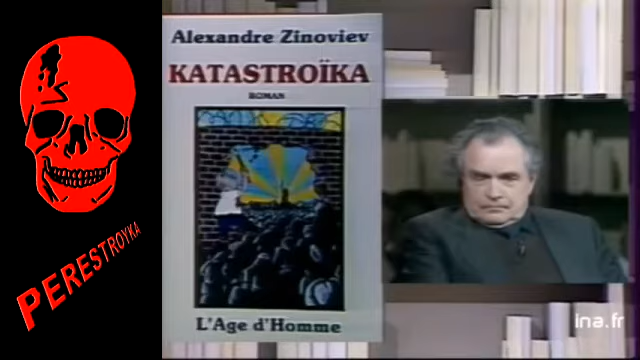 PERESTROYKA
Alexandre Zinoviev
KATASTROÏKA
ROMAN
L'Age d'Homme
ina.fr